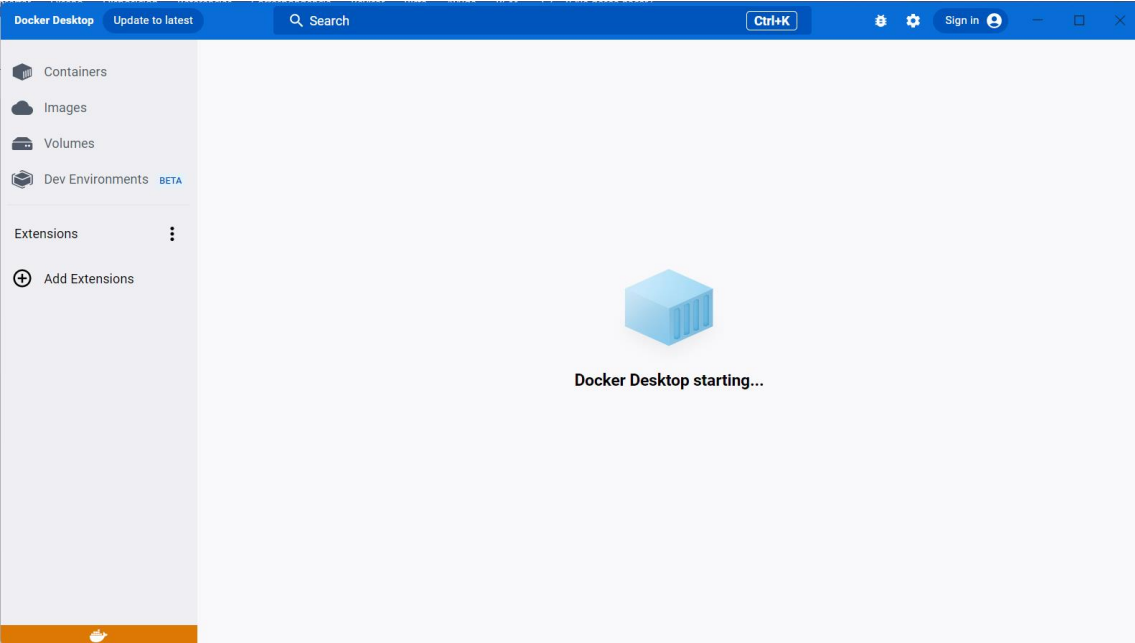 Docker Desktop Update to latest Search Ctrl+K Sign in
Containers
Images
Volumes
Dev Environments BETA
Extensions
Add Extensions
Docker Desktop starting...